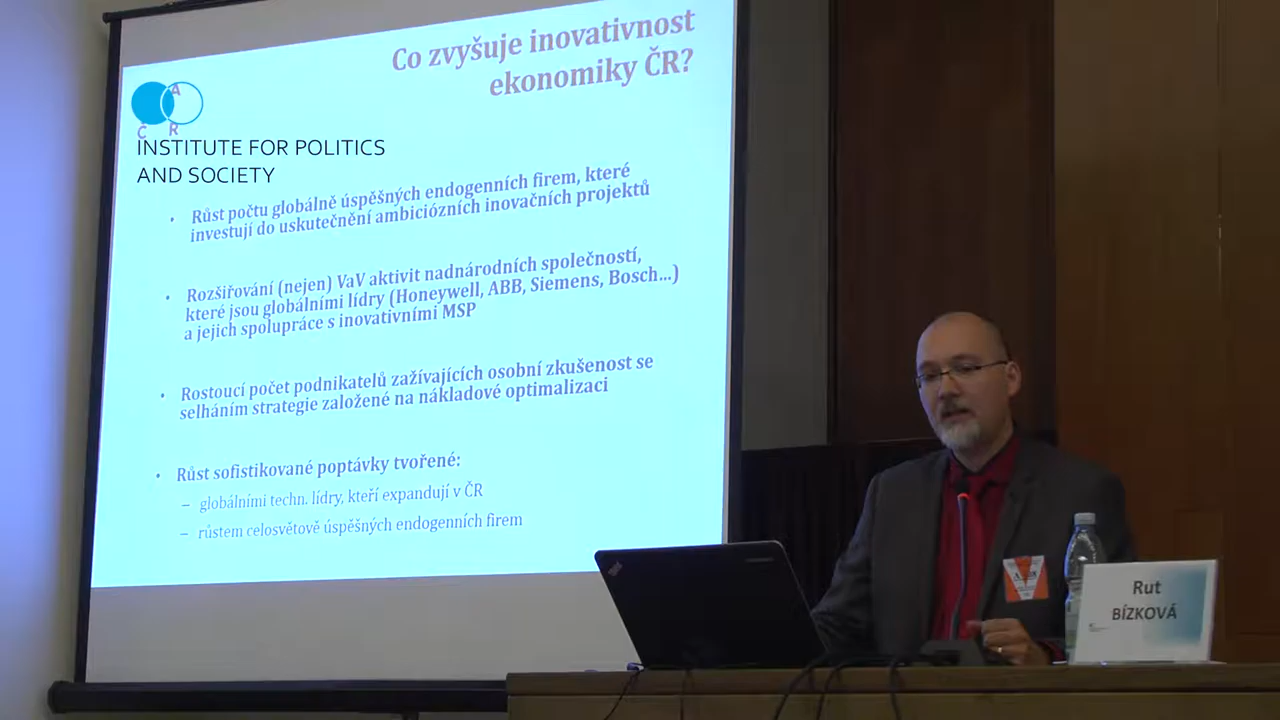 Co zvyšuje inovativnost
ekonomiky ČR?
A
Č R
INSTITUTE FOR POLITICS
AND SOCIETY
• Růst počtu globálně úspěšných endogenních firem, které
investují do uskutečnění ambiciózních inovačních projektů
• Rozšiřování (nejen) VaV aktivit nadnárodních společností,
které jsou globálními lídry (Honeywell, ABB, Siemens, Bosch...)
a jejich spolupráce s inovativními MSP
• Rostoucí počet podnikatelů zažívajících osobní zkušenost se
selháním strategie založené na nákladové optimalizaci
• Růst sofistikované poptávky tvořené:
– globálními techn. lídry, kteří expandují v ČR
– růstem celosvětově úspěšných endogenních firem
Rut
BÍZKOVÁ